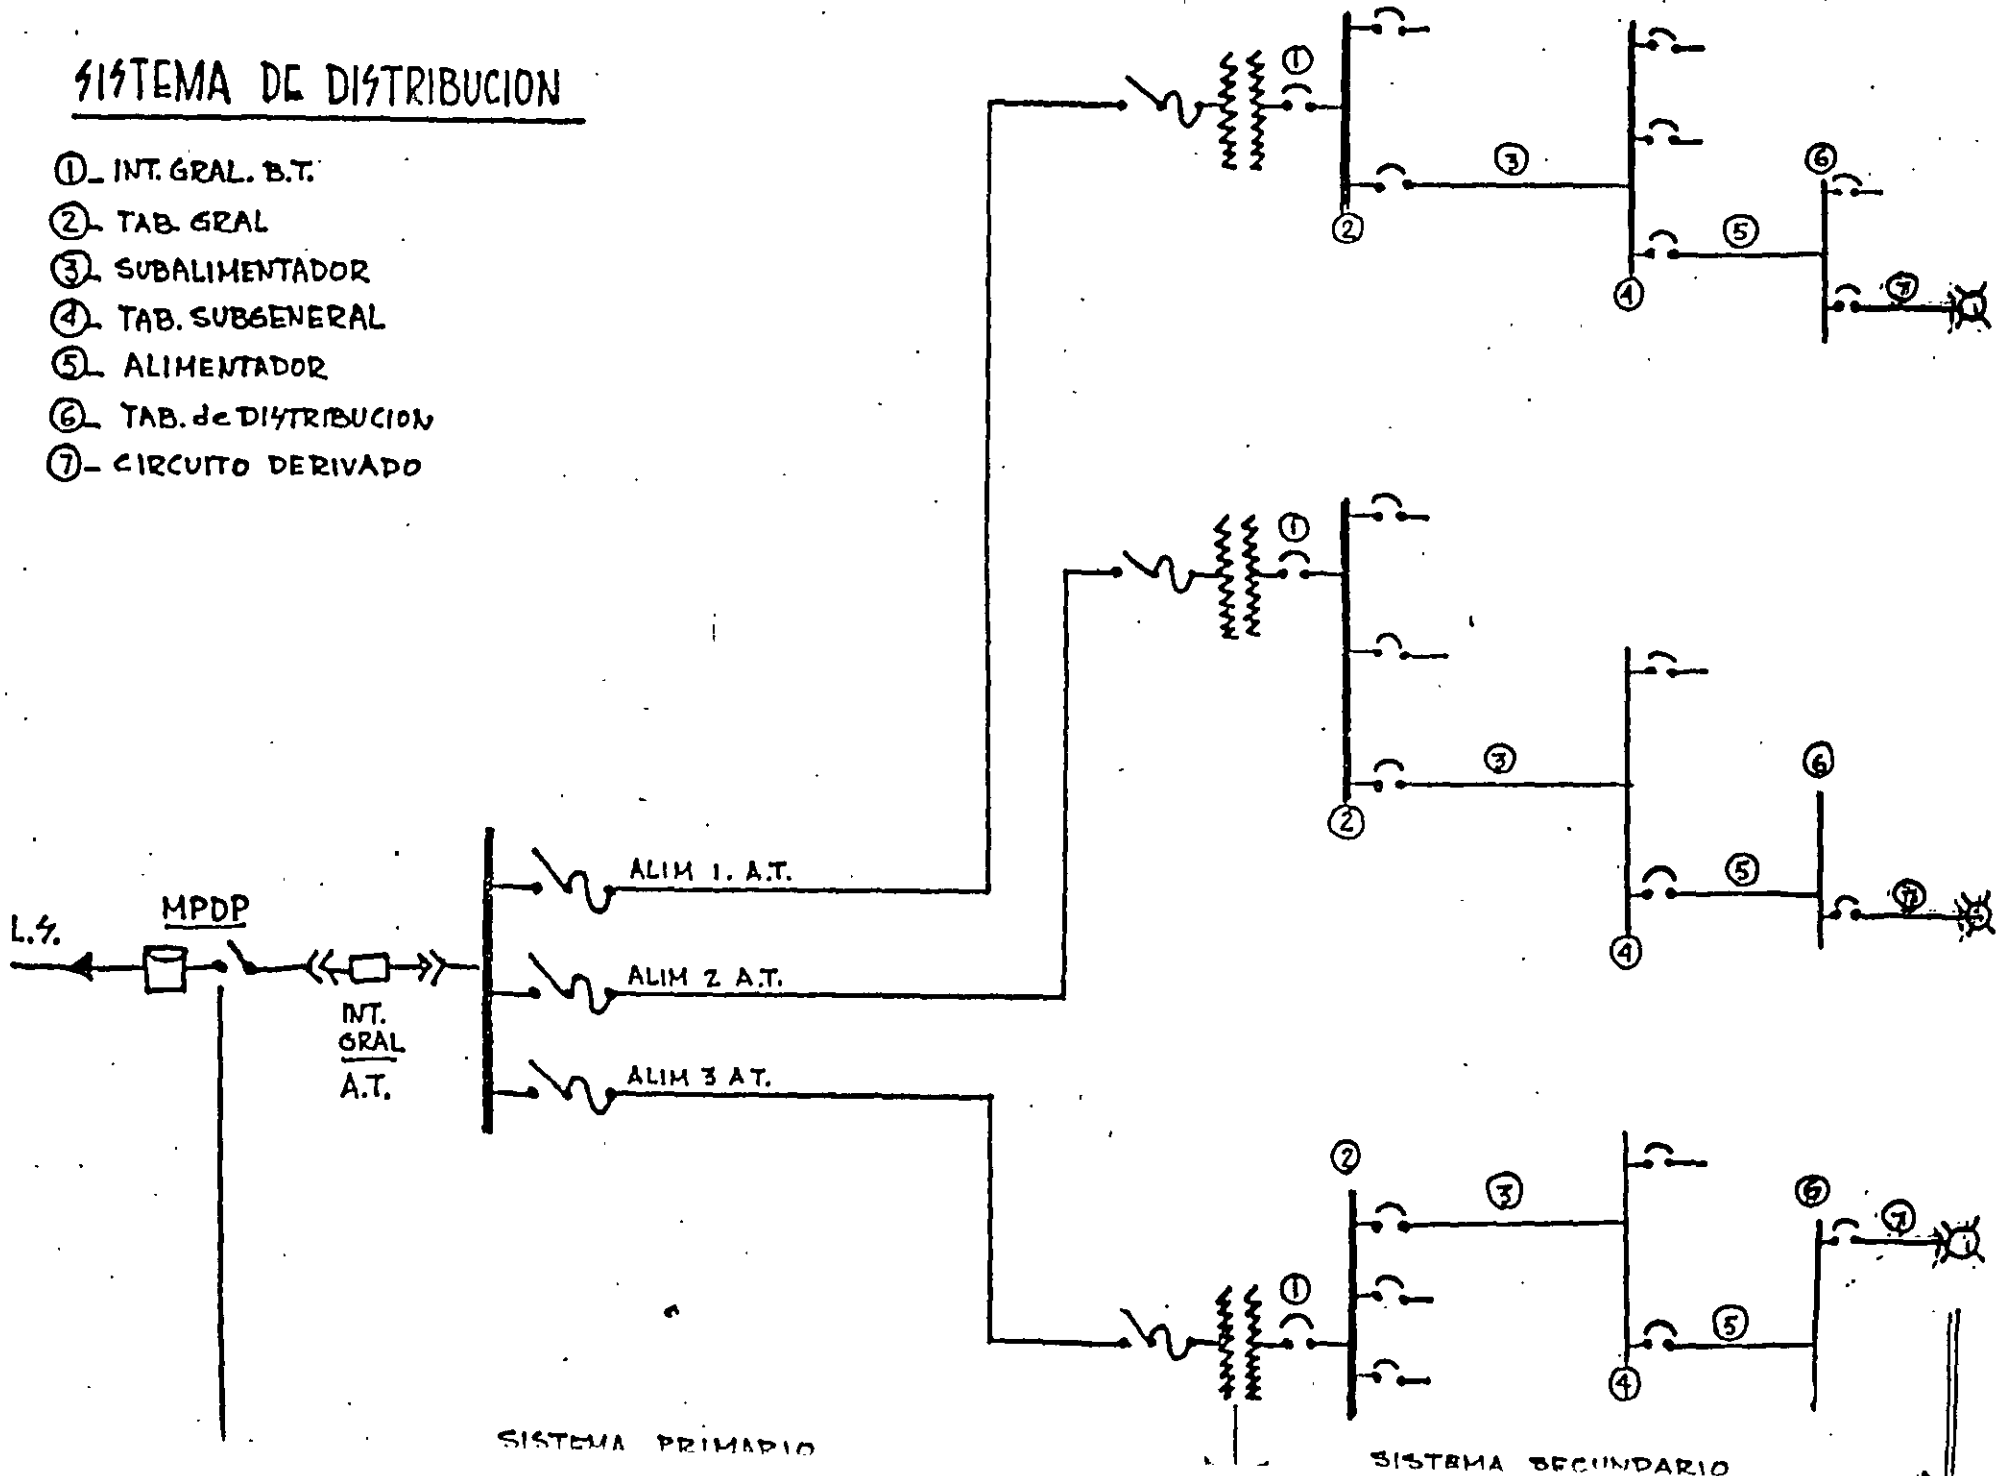 SISTEMA DE DISTRIBUCION
①- INT. GRAL. B.T.
②- TAB. GRAL
③- SUBALIMENTADOR
④- TAB. SUBGENERAL
⑤- ALIMENTADOR
⑥- TAB. de DISTRIBUCION
⑦- CIRCUITO DERIVADO
①
②
③
④
⑤
⑥
⑦
①
②
③
④
⑤
⑥
⑦
L.S.
MPDP
INT.
GRAL
A.T.
ALIM 1. A.T.
ALIM 2 A.T.
ALIM 3 A.T.
①
②
③
④
⑤
⑥
⑦
SISTEMA PRIMARIO
SISTEMA SECUNDARIO